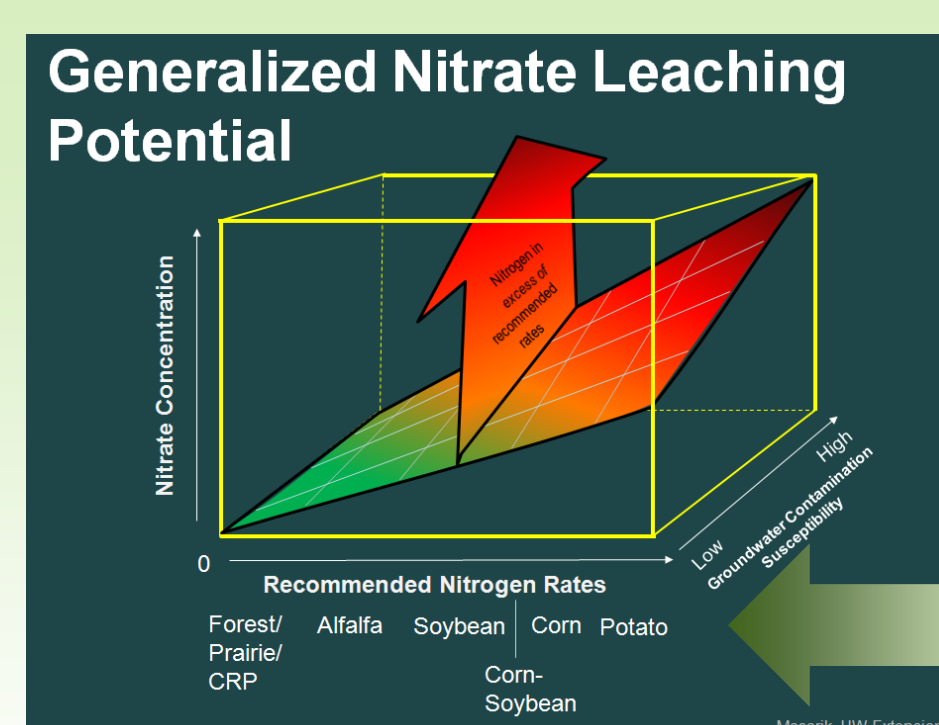 Generalized Nitrate Leaching
Potential
Nitrate Concentration
Nitrogen in
excess of
recommended
rates
High
Low
Groundwater Contamination
Susceptibility
0
Recommended Nitrogen Rates
Forest/
Prairie/
CRP
Alfalfa
Soybean
Corn
Potato
Corn-
Soybean